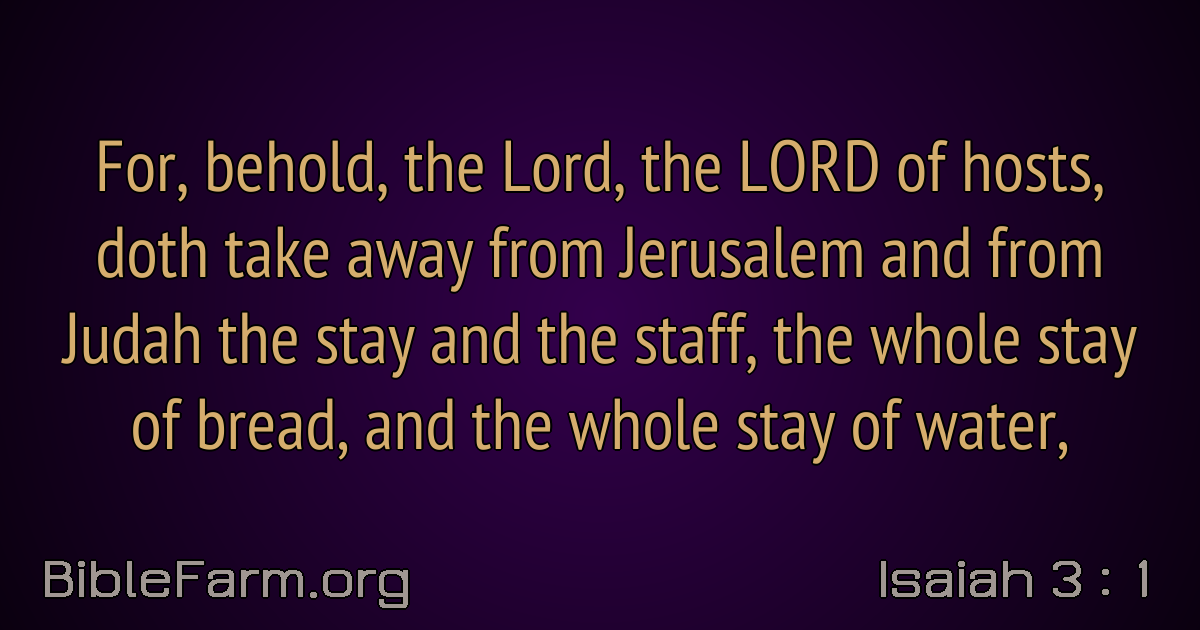 For, behold, the Lord, the LORD of hosts,
doth take away from Jerusalem and from
Judah the stay and the staff, the whole stay
of bread, and the whole stay of water,
BibleFarm.org
Isaiah 3 : 1